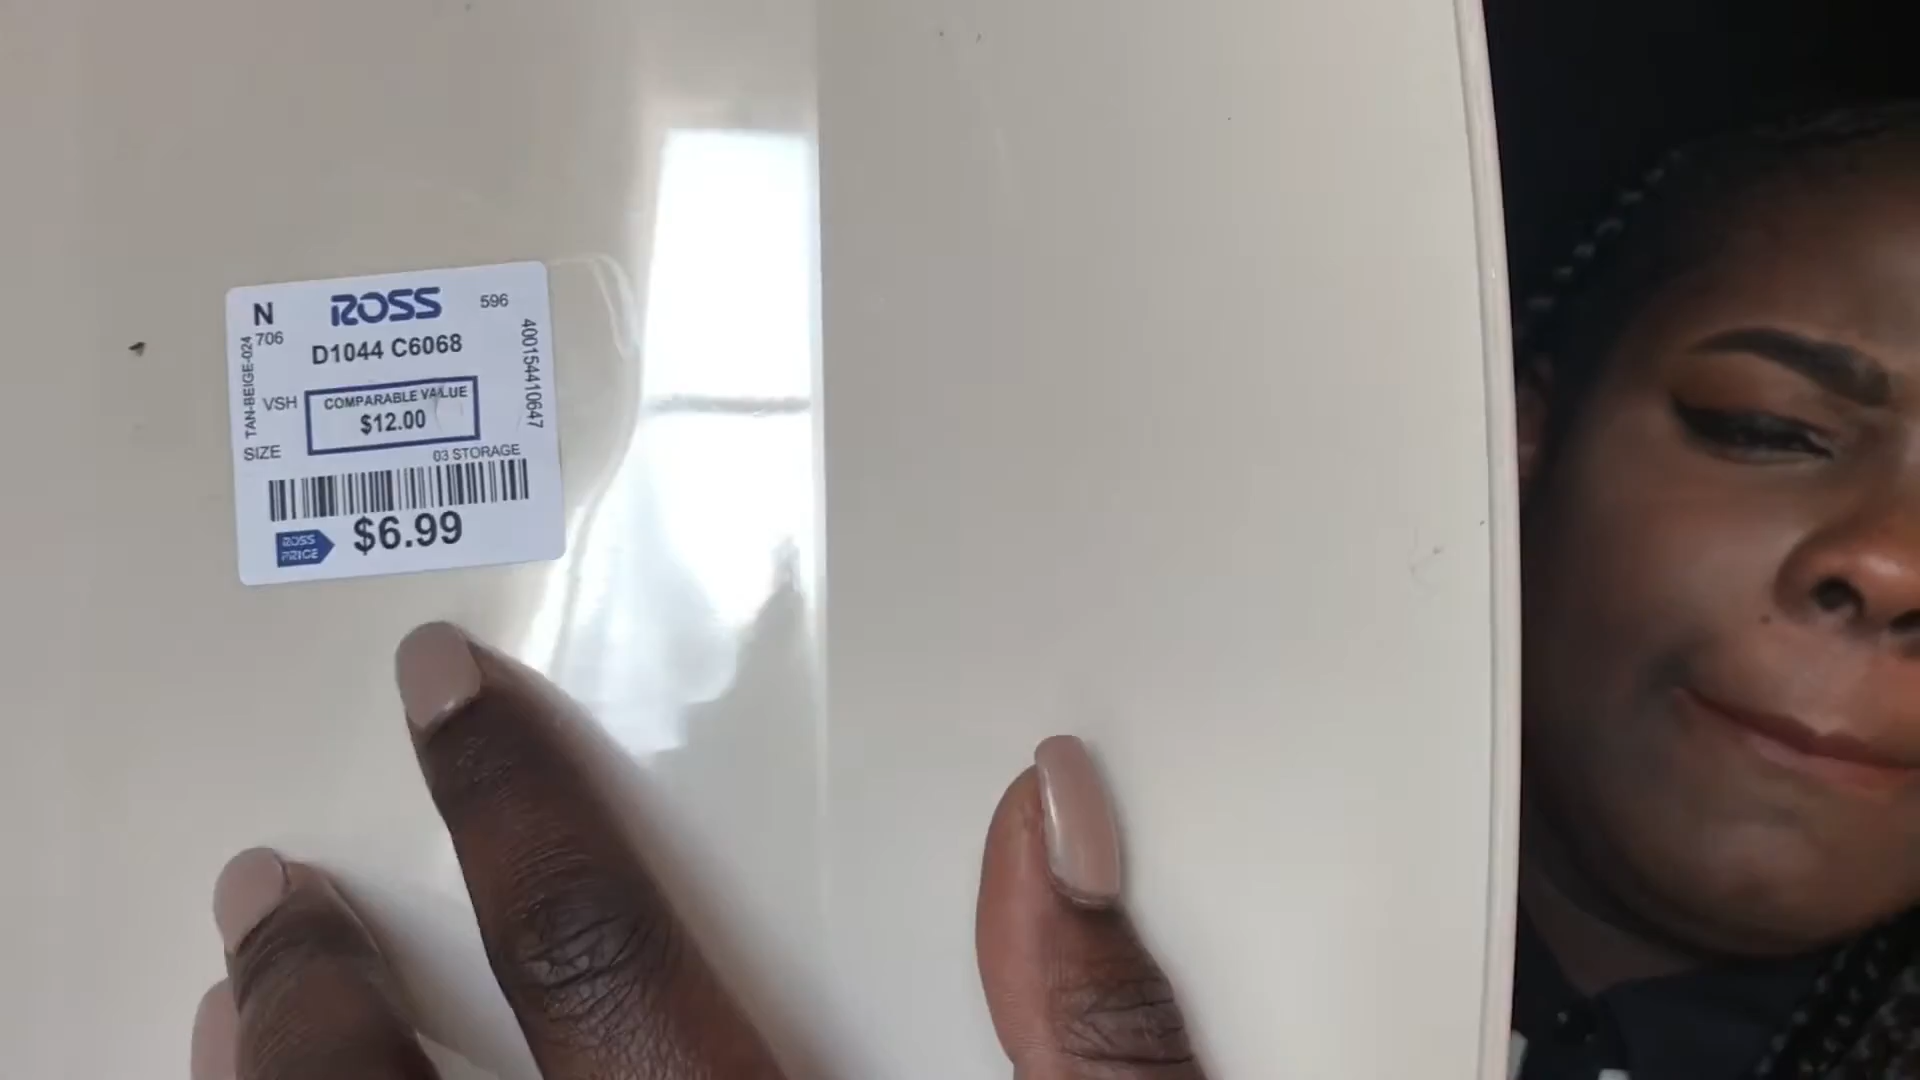 N ROSS 596
706
D1044 C6068
TAN-BEIGE-024
400154410647
VSH
COMPARABLE VALUE
$12.00
SIZE
03 STORAGE
ROSS
PRICE
$6.99